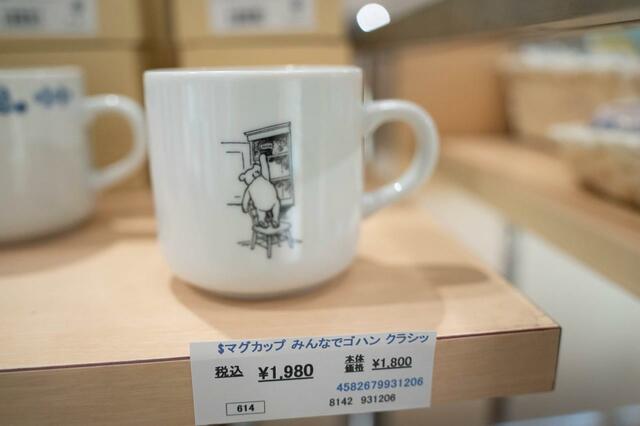 $マグカップ みんなでゴハン クラシッ
税込 ¥1,980 本体価格 ¥1,800
4582679931206
614 8142 931206